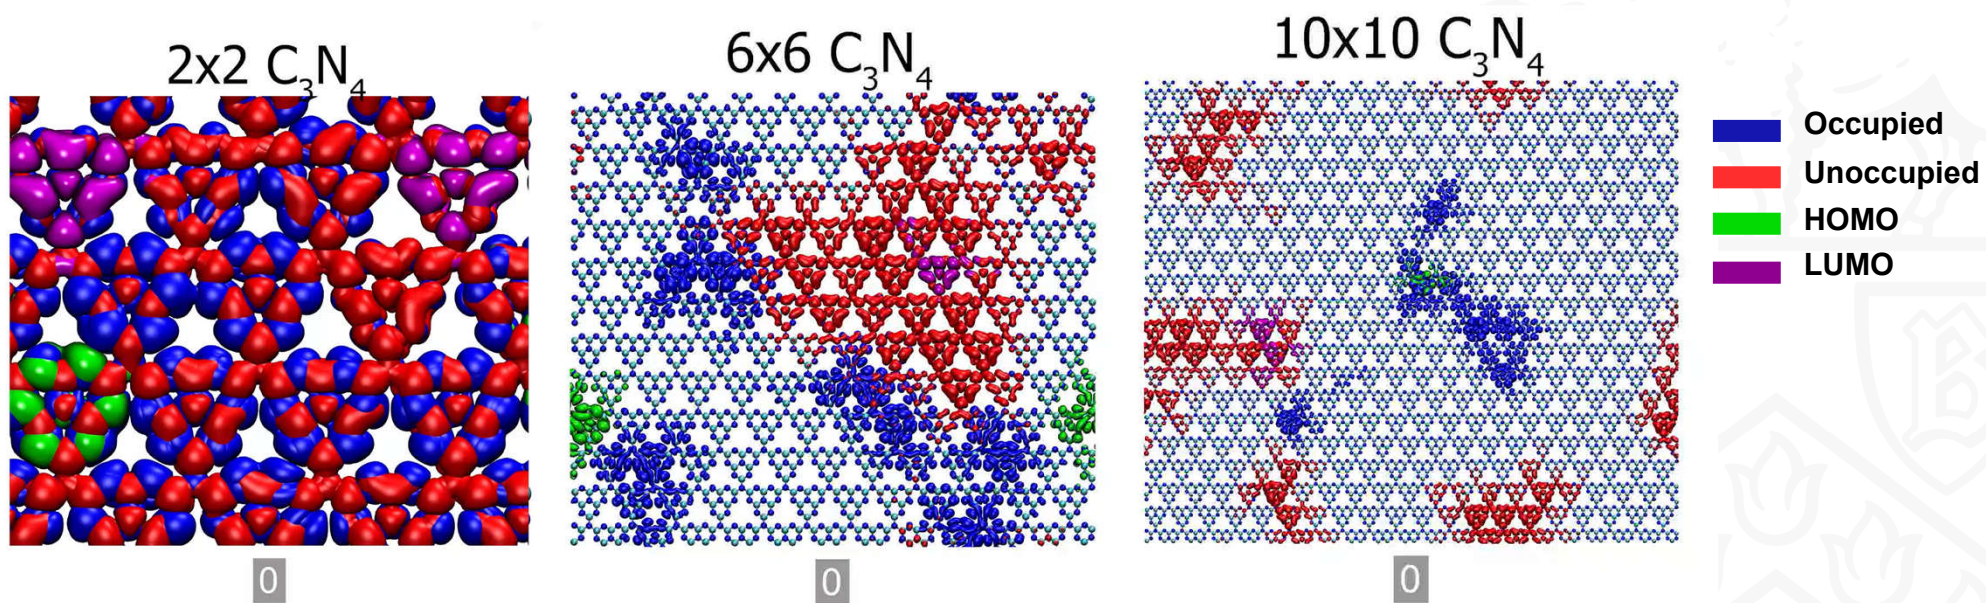 2x2 C₃N₄
6x6 C₃N₄
10x10 C₃N₄
Occupied
Unoccupied
HOMO
LUMO
0
0
0